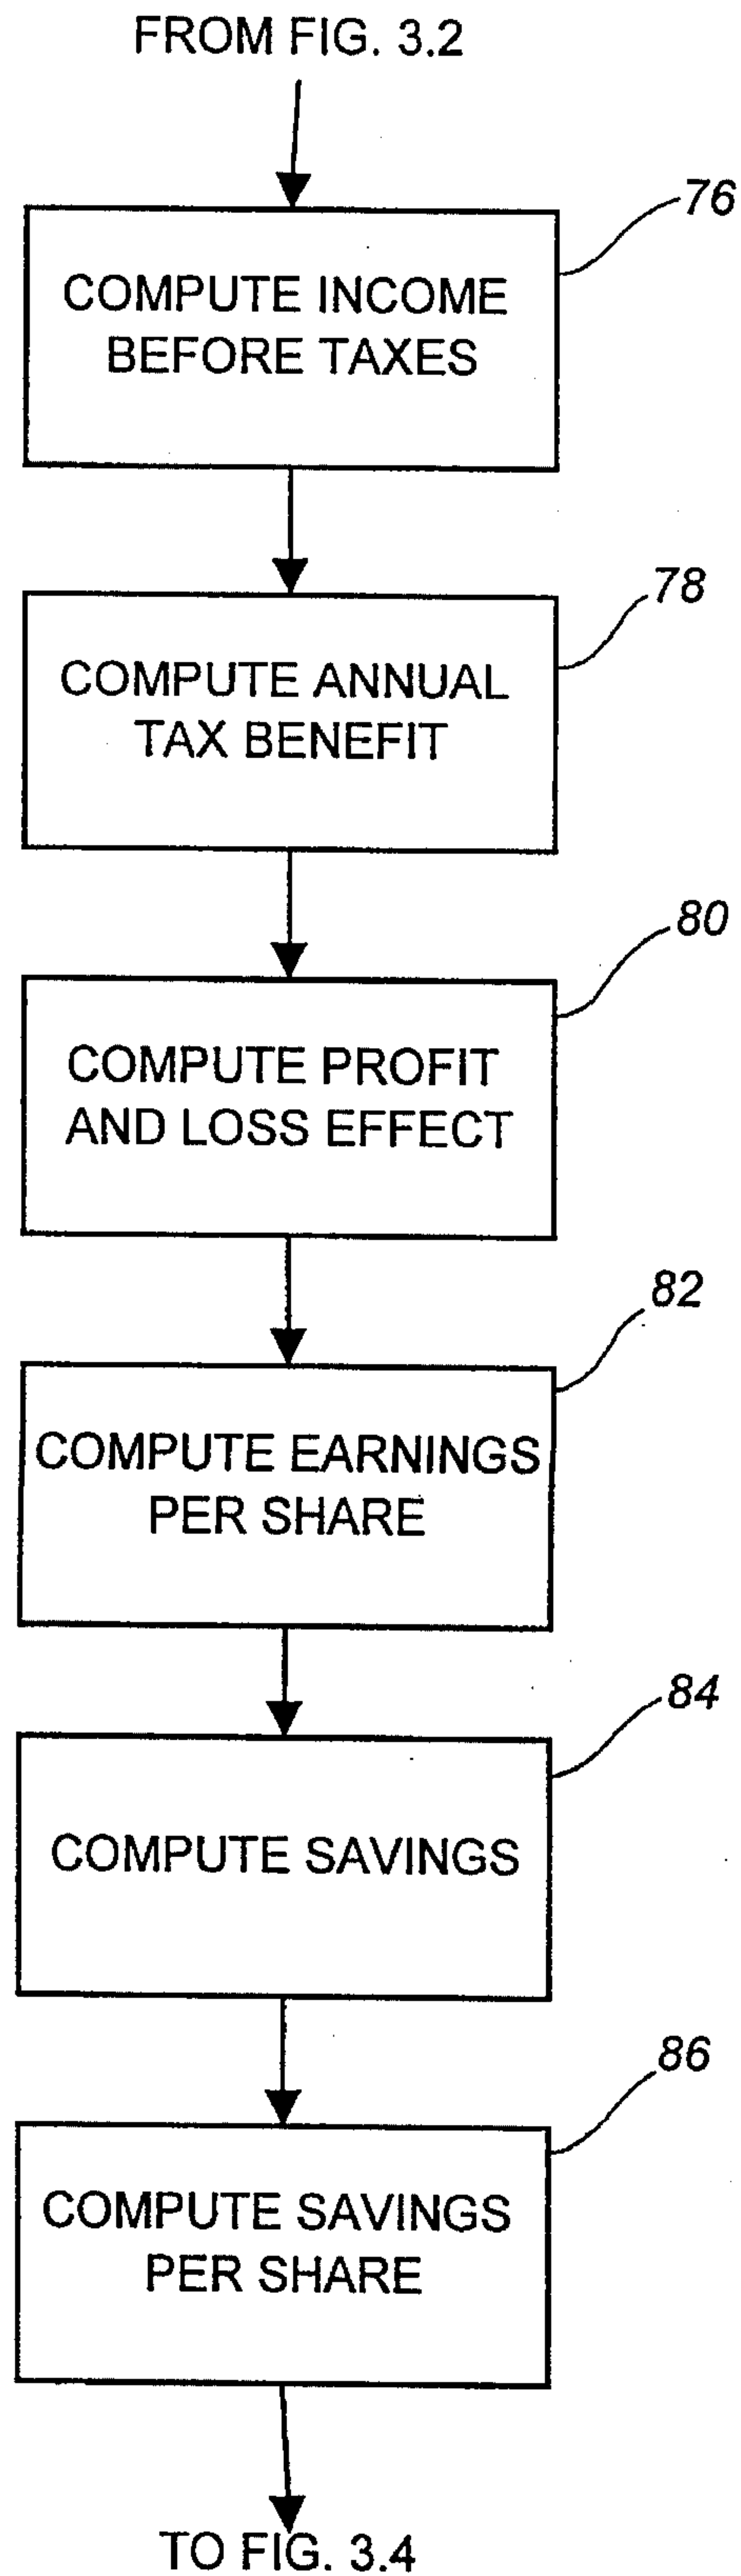 FROM FIG. 3.2
76
COMPUTE INCOME
BEFORE TAXES
78
COMPUTE ANNUAL
TAX BENEFIT
80
COMPUTE PROFIT
AND LOSS EFFECT
82
COMPUTE EARNINGS
PER SHARE
84
COMPUTE SAVINGS
86
COMPUTE SAVINGS
PER SHARE
TO FIG. 3.4